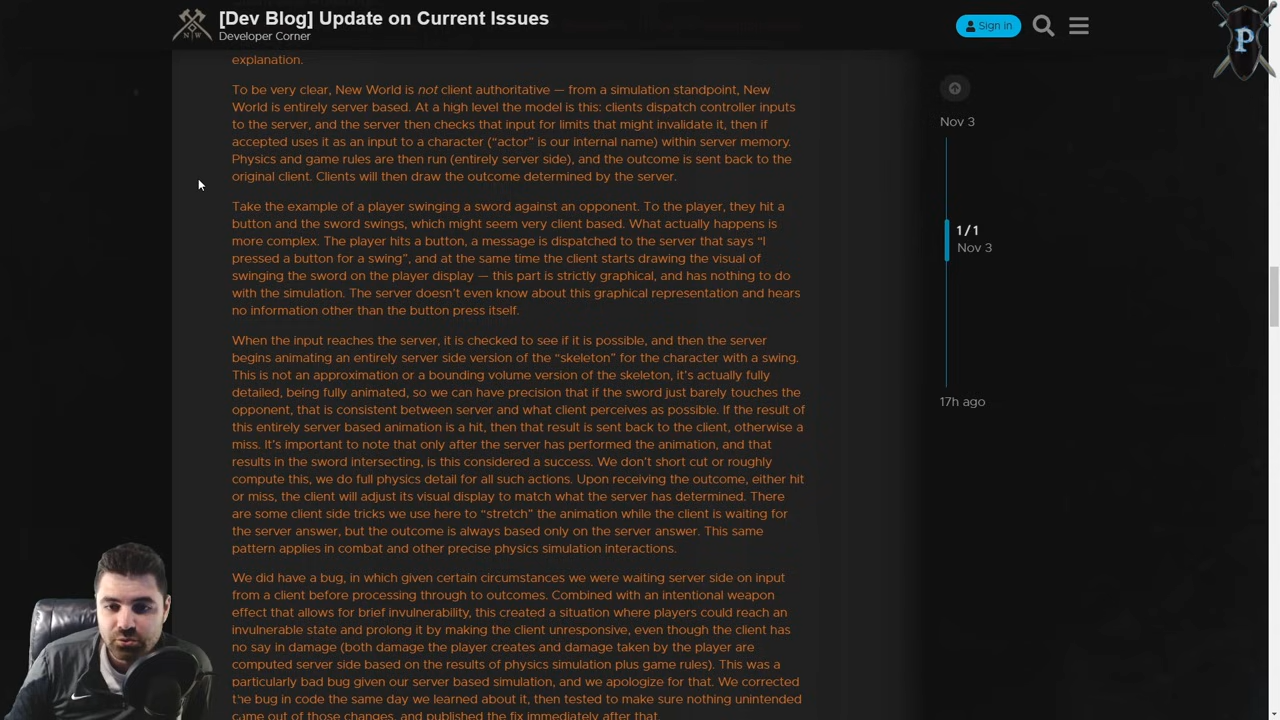 [Dev Blog] Update on Current Issues
Developer Corner
N W
Sign in
P
explanation.
To be very clear, New World is not client authoritative — from a simulation standpoint, New
World is entirely server based. At a high level the model is this: clients dispatch controller inputs
to the server, and the server then checks that input for limits that might invalidate it, then if
accepted uses it as an input to a character (“actor” is our internal name) within server memory.
Physics and game rules are then run (entirely server side), and the outcome is sent back to the
original client. Clients will then draw the outcome determined by the server.
Take the example of a player swinging a sword against an opponent. To the player, they hit a
button and the sword swings, which might seem very client based. What actually happens is
more complex. The player hits a button, a message is dispatched to the server that says “I
pressed a button for a swing”, and at the same time the client starts drawing the visual of
swinging the sword on the player display — this part is strictly graphical, and has nothing to do
with the simulation. The server doesn’t even know about this graphical representation and hears
no information other than the button press itself.
When the input reaches the server, it is checked to see if it is possible, and then the server
begins animating an entirely server side version of the “skeleton” for the character with a swing.
This is not an approximation or a bounding volume version of the skeleton, it’s actually fully
detailed, being fully animated, so we can have precision that if the sword just barely touches the
opponent, that is consistent between server and what client perceives as possible. If the result of
this entirely server based animation is a hit, then that result is sent back to the client, otherwise a
miss. It’s important to note that only after the server has performed the animation, and that
results in the sword intersecting, is this considered a success. We don’t short cut or roughly
compute this, we do full physics detail for all such actions. Upon receiving the outcome, either hit
or miss, the client will adjust its visual display to match what the server has determined. There
are some client side tricks we use here to “stretch” the animation while the client is waiting for
the server answer, but the outcome is always based only on the server answer. This same
pattern applies in combat and other precise physics simulation interactions.
We did have a bug, in which given certain circumstances we were waiting server side on input
from a client before processing through to outcomes. Combined with an intentional weapon
effect that allows for brief invulnerability, this created a situation where players could reach an
invulnerable state and prolong it by making the client unresponsive, even though the client has
no say in damage (both damage the player creates and damage taken by the player are
computed server side based on the results of physics simulation plus game rules). This was a
particularly bad bug given our server based simulation, and we apologize for that. We corrected
the bug in code the same day we learned about it, then tested to make sure nothing unintended
came out of those changes, and published the fix immediately after that.
Nov 3
1 / 1
Nov 3
17h ago